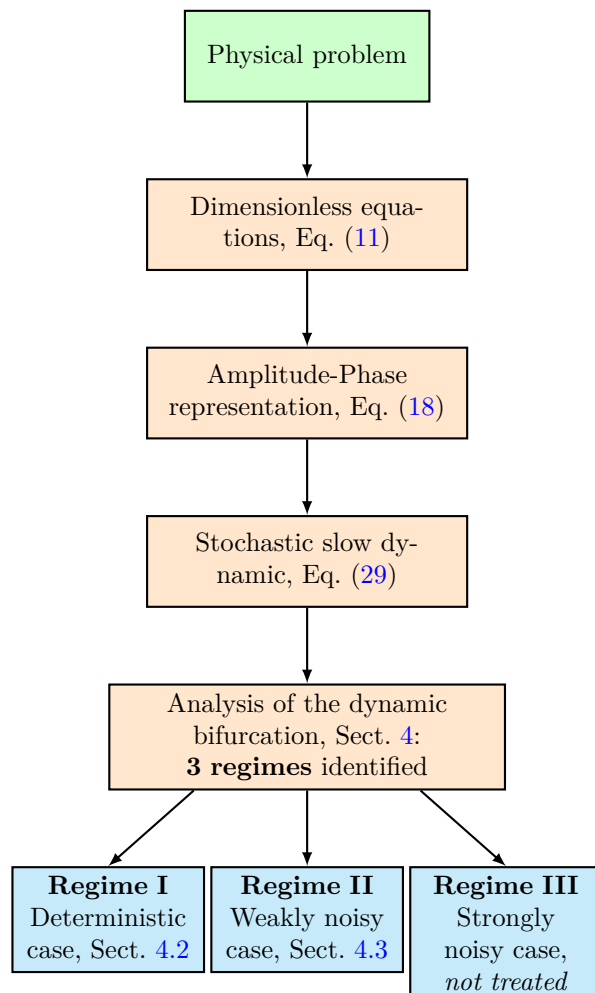 Physical problem
Dimensionless equa-
tions, Eq. (11)
Amplitude-Phase
representation, Eq. (18)
Stochastic slow dy-
namic, Eq. (29)
Analysis of the dynamic
bifurcation, Sect. 4:
3 regimes identified
Regime I
Deterministic
case, Sect. 4.2
Regime II
Weakly noisy
case, Sect. 4.3
Regime III
Strongly
noisy case,
not treated